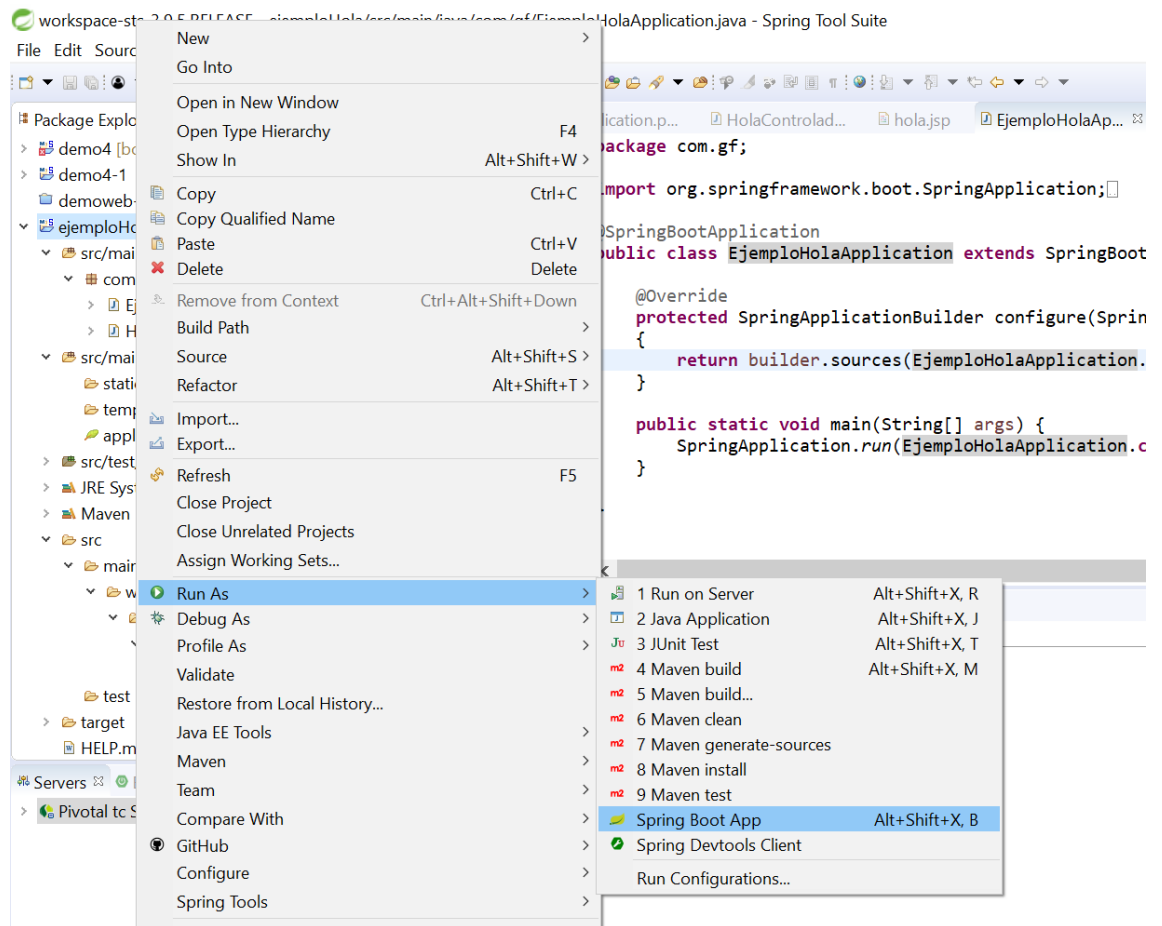 workspace-sts-3.9.5.RELEASE - ejemploHola/src/main/java/com/gf/EjemploHolaApplication.java - Spring Tool Suite
File Edit Sourc
Package Explo
demo4 [bo
demo4-1
demoweb-
ejemploHo
src/mai
com
Ej
H
src/mai
stati
temp
appl
src/test
JRE Sys
Maven
src
main
w
test
target
HELP.m
Servers
Pivotal tc S
New
Go Into
Open in New Window
Open Type Hierarchy F4
Show In Alt+Shift+W >
Copy Ctrl+C
Copy Qualified Name
Paste Ctrl+V
Delete Delete
Remove from Context Ctrl+Alt+Shift+Down
Build Path
Source Alt+Shift+S >
Refactor Alt+Shift+T >
Import...
Export...
Refresh F5
Close Project
Close Unrelated Projects
Assign Working Sets...
Run As
Debug As
Profile As
Validate
Restore from Local History...
Java EE Tools
Maven
Team
Compare With
GitHub
Configure
Spring Tools
1 Run on Server Alt+Shift+X, R
2 Java Application Alt+Shift+X, J
3 JUnit Test Alt+Shift+X, T
4 Maven build Alt+Shift+X, M
5 Maven build...
6 Maven clean
7 Maven generate-sources
8 Maven install
9 Maven test
Spring Boot App Alt+Shift+X, B
Spring Devtools Client
Run Configurations...
ication.p... HolaControlad... hola.jsp EjemploHolaAp...
ackage com.gf;
mport org.springframework.boot.SpringApplication;
@SpringBootApplication
ublic class EjemploHolaApplication extends SpringBoot
@Override
protected SpringApplicationBuilder configure(Sprin
{
return builder.sources(EjemploHolaApplication.
}
public static void main(String[] args) {
SpringApplication.run(EjemploHolaApplication.c
}